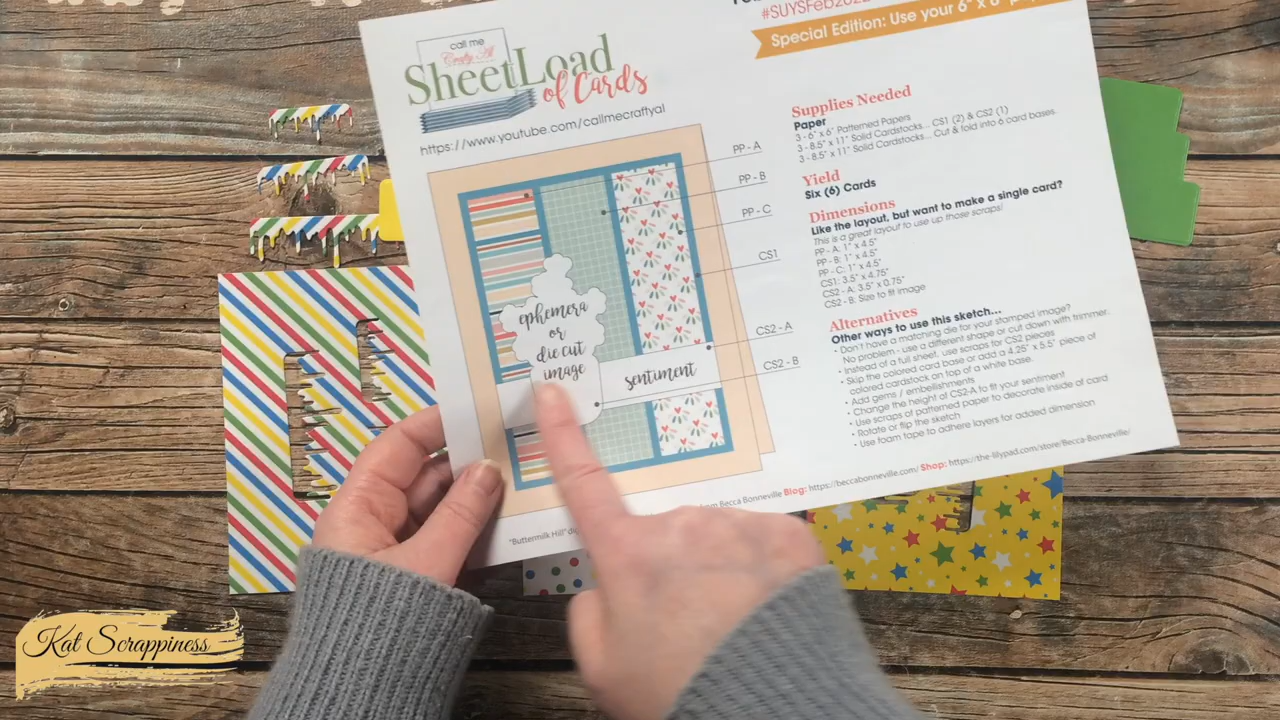 call me
Crafty Al
SheetLoad
of Cards
https://www.youtube.com/callmecraftyal
#SUYSFeb202
Special Edition: Use your 6" x 6"
PP - A
PP - B
PP - C
CS1
CS2 - A
CS2 - B
ephemera
or
die cut
image
sentiment
Supplies Needed
Paper
3 - 6" x 6" Patterned Papers
3 - 8.5" x 11" Solid Cardstocks... CS1 (2) & CS2 (1)
3 - 8.5" x 11" Solid Cardstocks... Cut & fold into 6 card bases.
Yield
Six (6) Cards
Dimensions
Like the layout, but want to make a single card?
This is a great layout to use up those scraps!
PP - A: 1" x 4.5"
PP - B: 1" x 4.5"
PP - C: 1" x 4.5"
CS1: 3.5" x 4.75"
CS2 - A: 3.5" x 0.75"
CS2 - B: Size to fit image
Alternatives
Other ways to use this sketch...
• Don't have a matching die for your stamped image?
No problem - use a different shape or cut down with trimmer.
• Instead of a full sheet, use scraps for CS2 pieces
• Skip the colored card base or add a 4.25" x 5.5" piece of
colored cardstock on top of a white base.
• Add gems / embellishments
• Change the height of CS2-A to fit your sentiment
• Use scraps of patterned paper to decorate inside of card
• Rotate or flip the sketch
• Use foam tape to adhere layers for added dimension
"Buttermilk Hill" from Becca Bonneville Blog: https://beccabonneville.com/ Shop: https://the-lilypad.com/store/Becca-Bonneville/
Kat Scrappiness